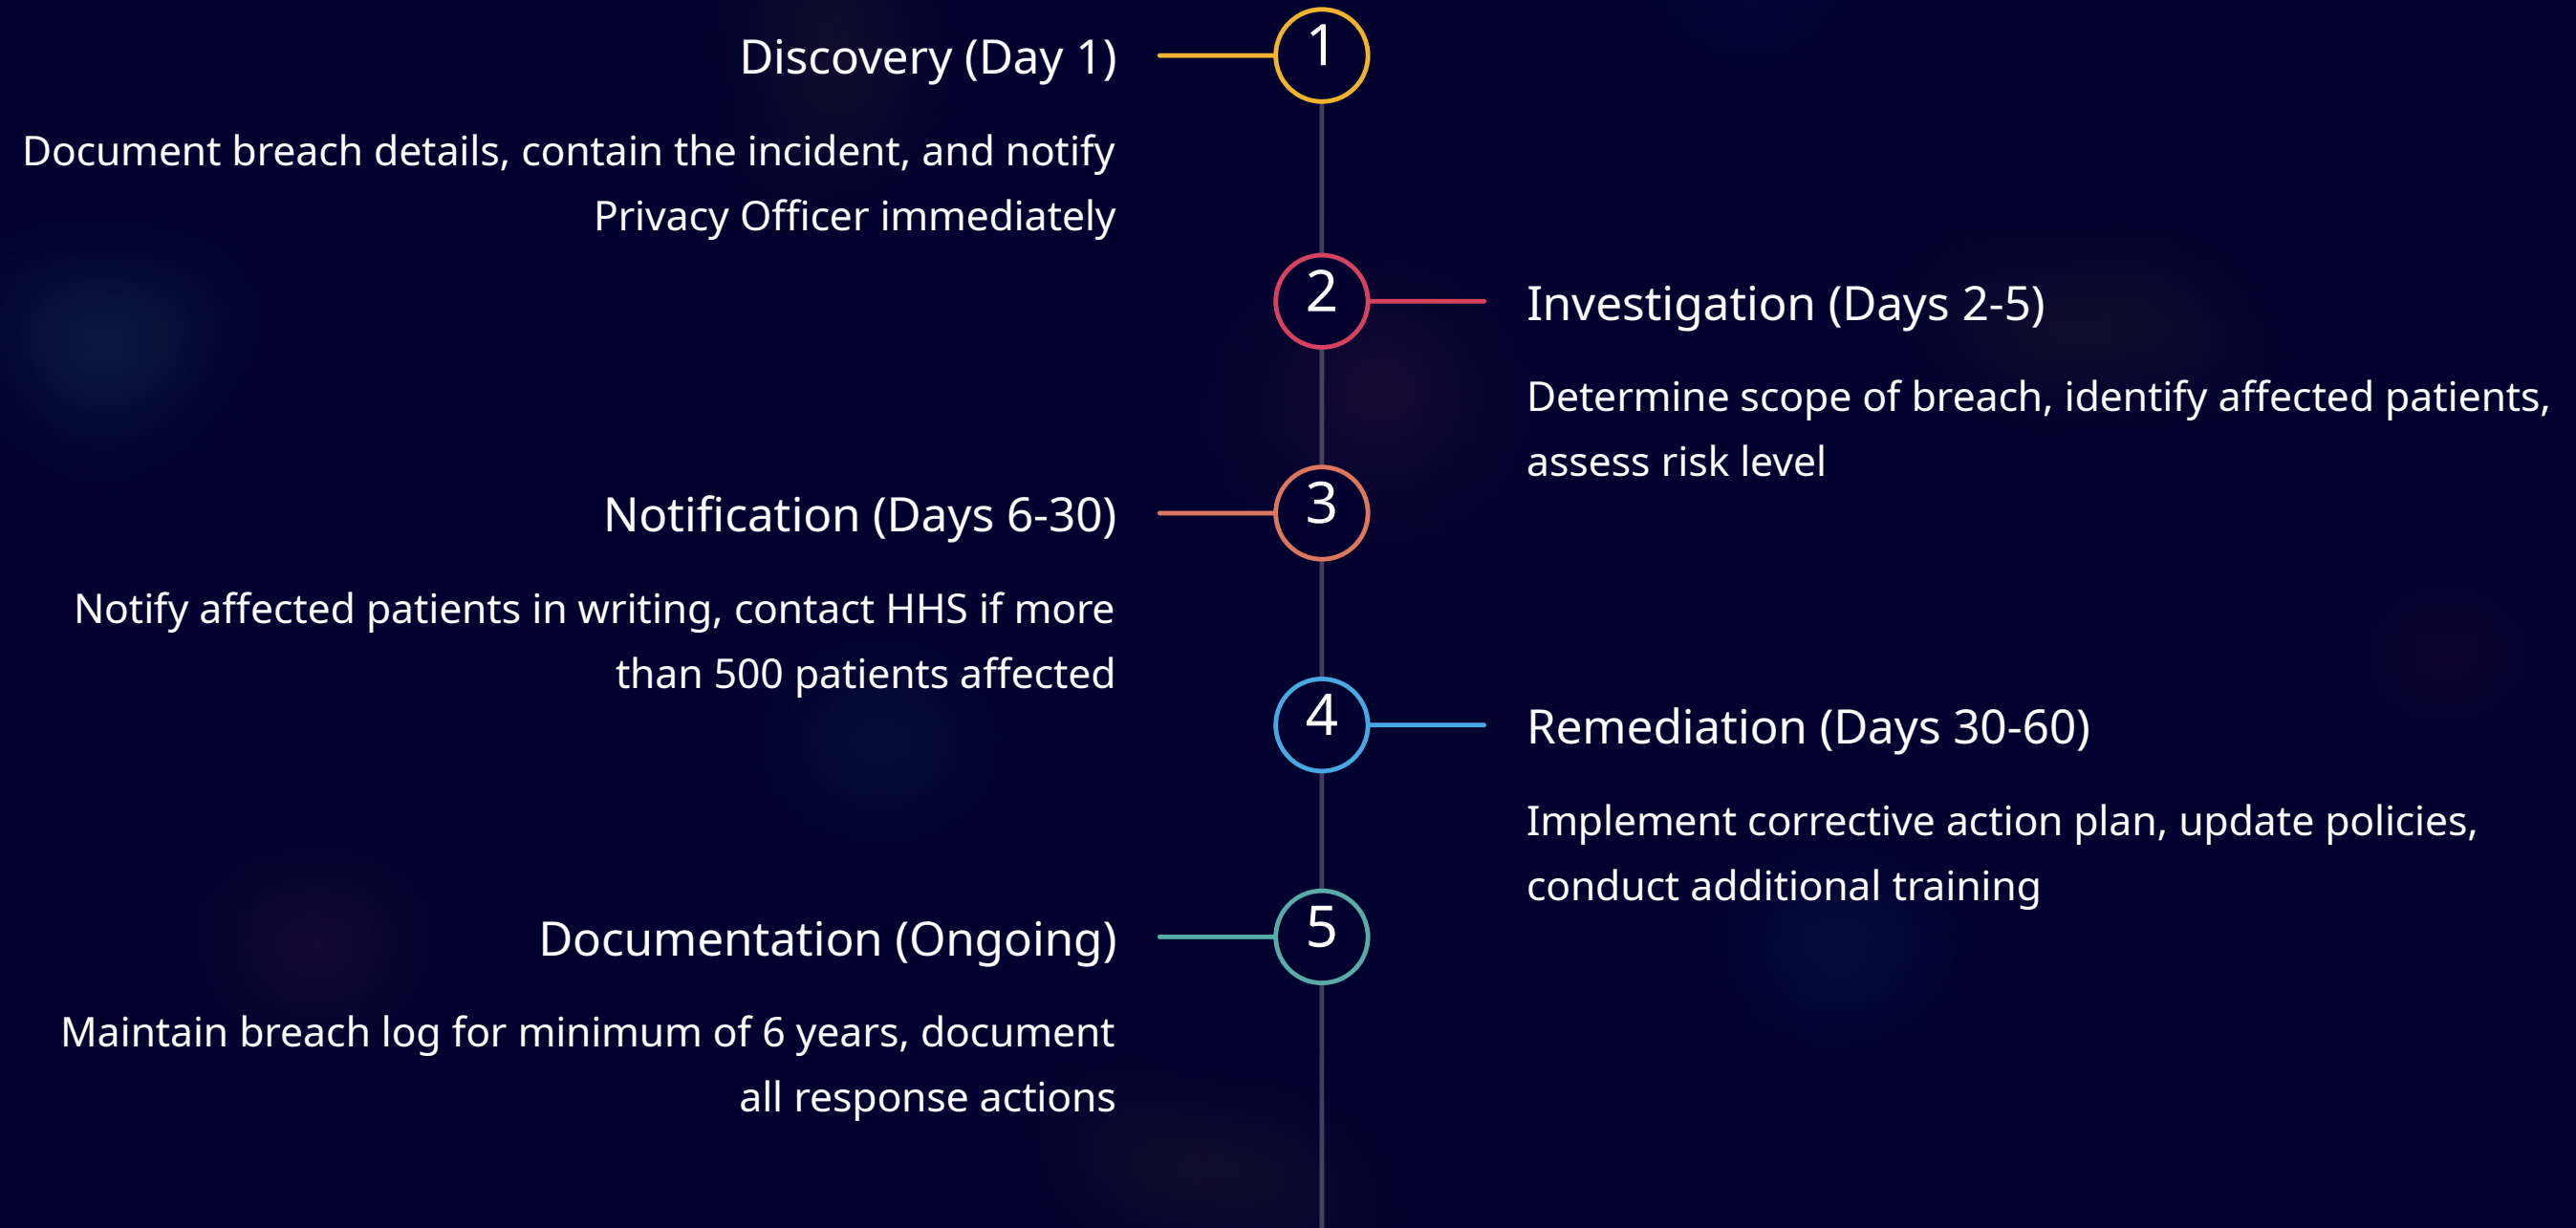 1
Discovery (Day 1)
Document breach details, contain the incident, and notify
Privacy Officer immediately
2
Investigation (Days 2-5)
Determine scope of breach, identify affected patients,
assess risk level
3
Notification (Days 6-30)
Notify affected patients in writing, contact HHS if more
than 500 patients affected
4
Remediation (Days 30-60)
Implement corrective action plan, update policies,
conduct additional training
5
Documentation (Ongoing)
Maintain breach log for minimum of 6 years, document
all response actions